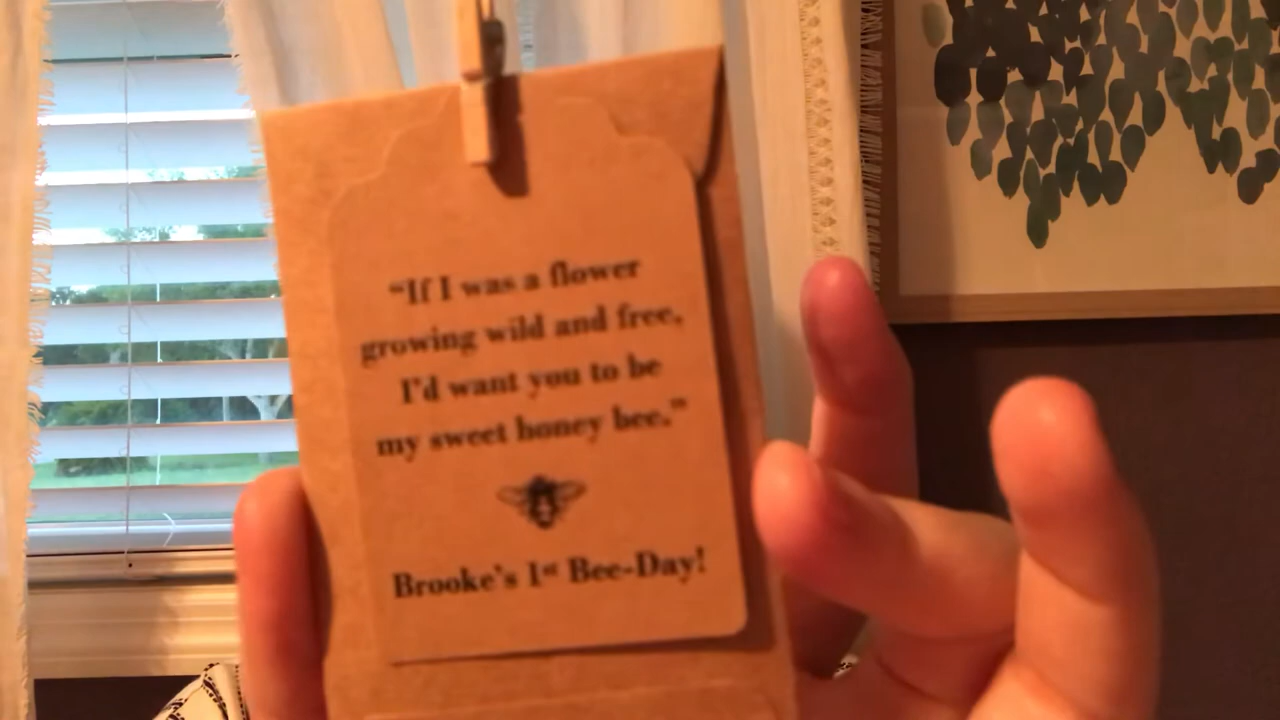 “If I was a flower
growing wild and free,
I’d want you to be
my sweet honey bee.”
Brooke’s 1st Bee-Day!